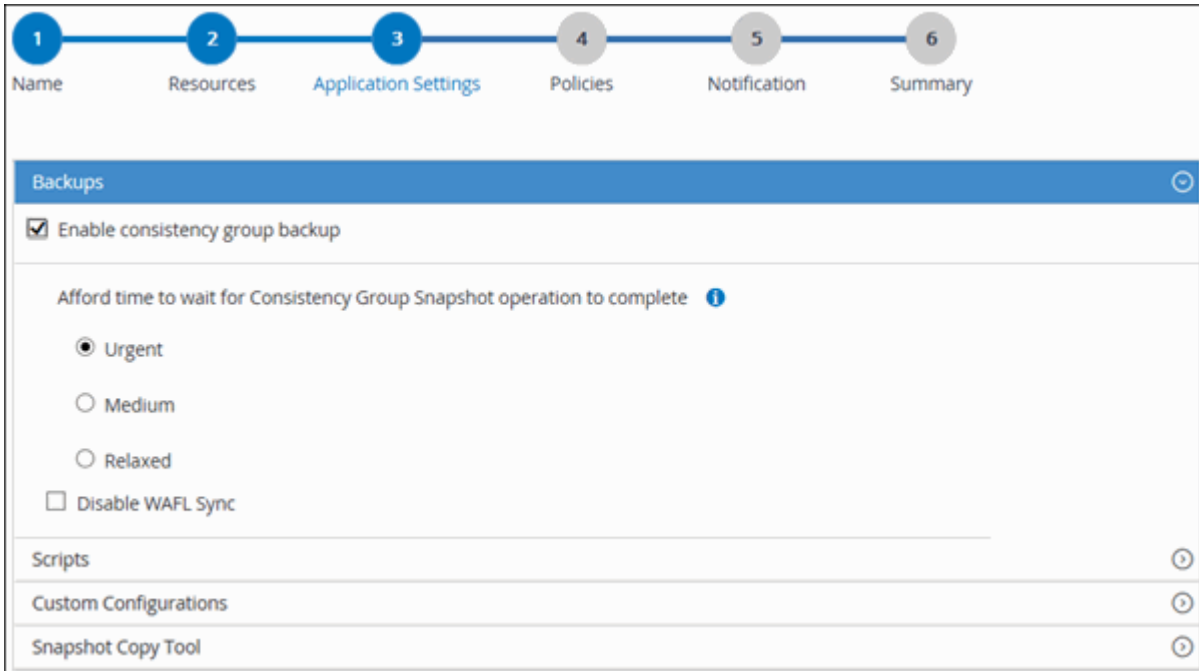 1 2 3 4 5 6
Name Resources Application Settings Policies Notification Summary
Backups
Enable consistency group backup
Afford time to wait for Consistency Group Snapshot operation to complete i
Urgent
Medium
Relaxed
Disable WAFL Sync
Scripts
Custom Configurations
Snapshot Copy Tool